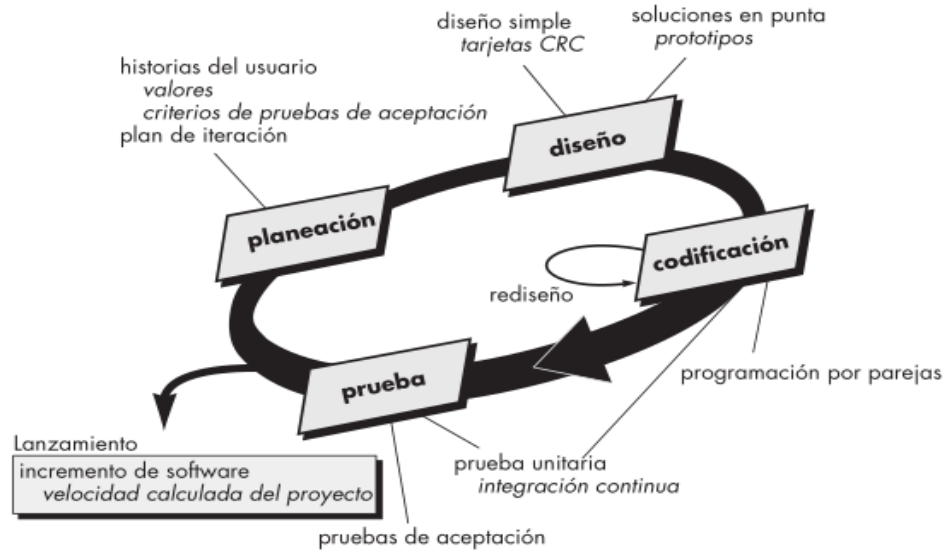 diseño simple
tarjetas CRC
soluciones en punta
prototipos
historias del usuario
valores
criterios de pruebas de aceptación
plan de iteración
diseño
planeación
codificación
rediseño
prueba
programación por parejas
Lanzamiento
incremento de software
velocidad calculada del proyecto
prueba unitaria
integración continua
pruebas de aceptación